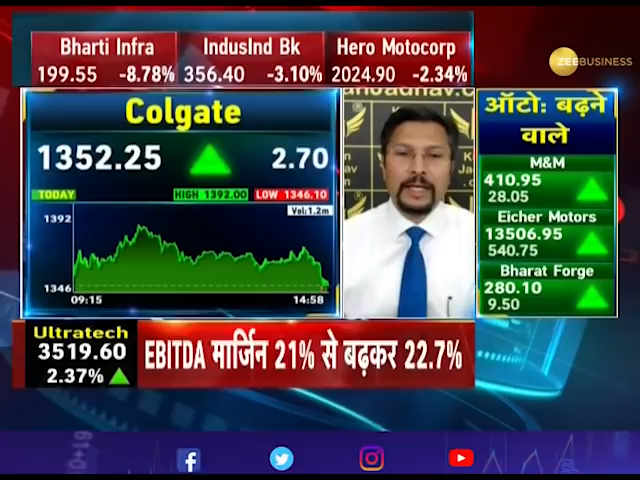 Bharti Infra
199.55 -8.78%
IndusInd Bk
356.40 -3.10%
Hero Motocorp
2024.90 -2.34%
ZEEBUSINESS
Colgate
1352.25 2.70
TODAY HIGH 1392.00 LOW 1346.10
Vol:1.2m
1392
1346
09:15 14:58
ऑटो: बढ़ने
वाले
M&M
410.95
28.05
Eicher Motors
13506.95
540.75
Bharat Forge
280.10
9.50
Ultratech
3519.60
2.37%
EBITDA मार्जिन 21% से बढ़कर 22.7%